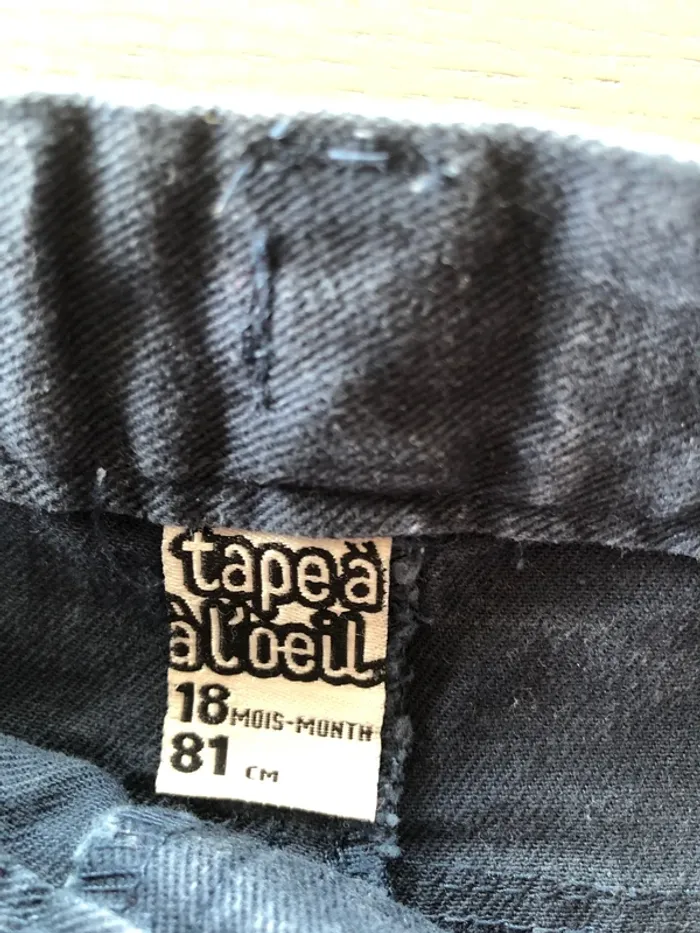 tape à
à l'oeil
18 MOIS-MONTH
81 CM